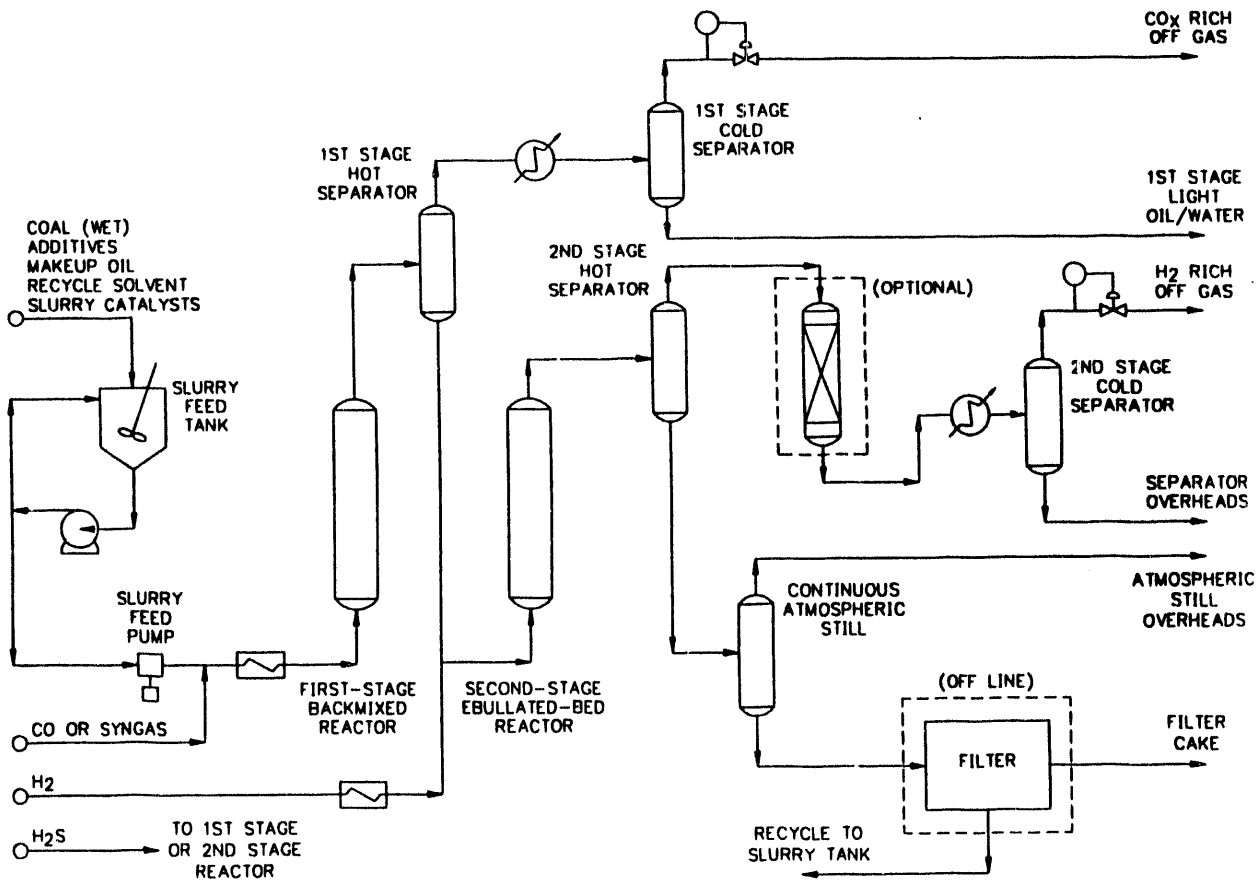 COx RICH
OFF GAS
1ST STAGE
COLD
SEPARATOR
1ST STAGE
HOT
SEPARATOR
1ST STAGE
LIGHT
OIL/WATER
COAL (WET)
ADDITIVES
MAKEUP OIL
RECYCLE SOLVENT
SLURRY CATALYSTS
2ND STAGE
HOT
SEPARATOR
(OPTIONAL)
H2 RICH
OFF GAS
SLURRY
FEED
TANK
2ND STAGE
COLD
SEPARATOR
SEPARATOR
OVERHEADS
SLURRY
FEED
PUMP
CONTINUOUS
ATMOSPHERIC
STILL
ATMOSPHERIC
STILL
OVERHEADS
FIRST-STAGE
BACKMIXED
REACTOR
SECOND-STAGE
EBULLATED-BED
REACTOR
(OFF LINE)
CO OR SYNGAS
FILTER
FILTER
CAKE
H2
H2S
TO 1ST STAGE
OR 2ND STAGE
REACTOR
RECYCLE TO
SLURRY TANK